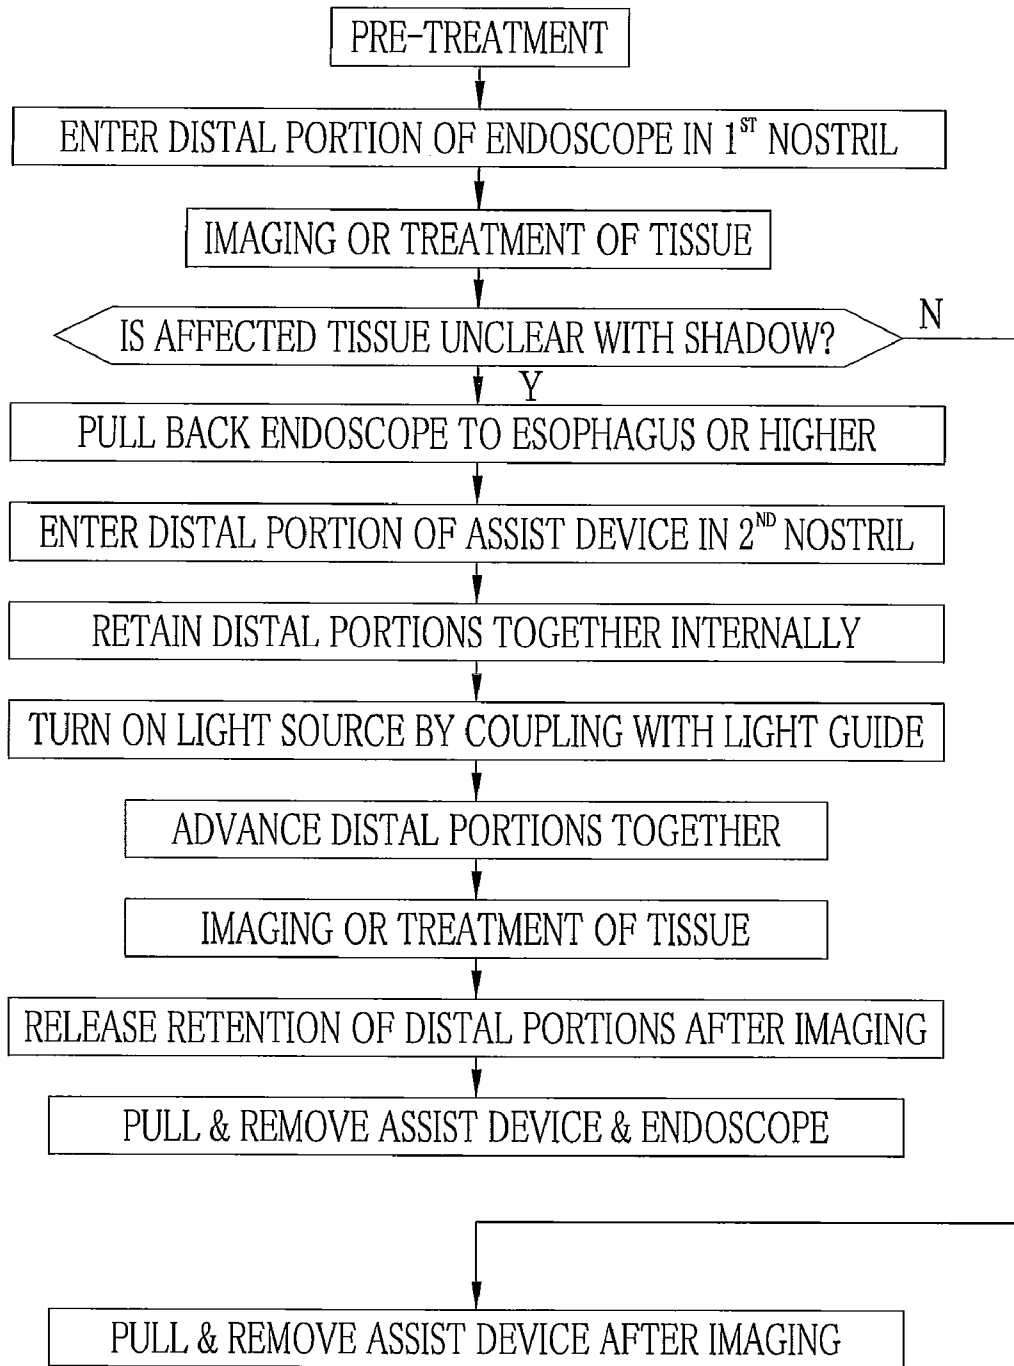 PRE-TREATMENT
ENTER DISTAL PORTION OF ENDOSCOPE IN 1ST NOSTRIL
IMAGING OR TREATMENT OF TISSUE
IS AFFECTED TISSUE UNCLEAR WITH SHADOW?
N
Y
PULL BACK ENDOSCOPE TO ESOPHAGUS OR HIGHER
ENTER DISTAL PORTION OF ASSIST DEVICE IN 2ND NOSTRIL
RETAIN DISTAL PORTIONS TOGETHER INTERNALLY
TURN ON LIGHT SOURCE BY COUPLING WITH LIGHT GUIDE
ADVANCE DISTAL PORTIONS TOGETHER
IMAGING OR TREATMENT OF TISSUE
RELEASE RETENTION OF DISTAL PORTIONS AFTER IMAGING
PULL & REMOVE ASSIST DEVICE & ENDOSCOPE
PULL & REMOVE ASSIST DEVICE AFTER IMAGING